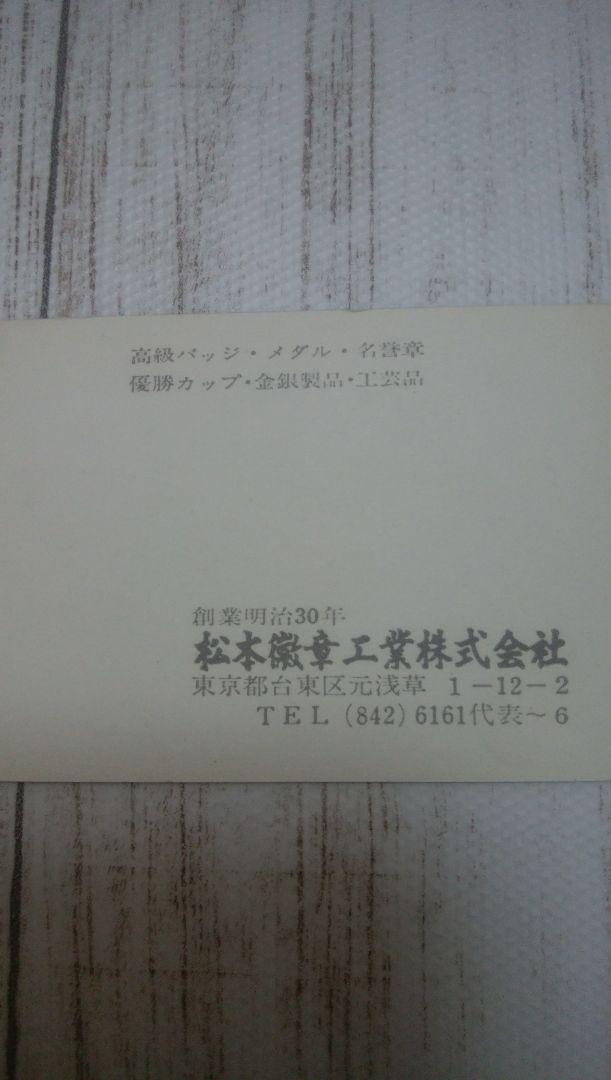 高級バッジ・メダル・名誉章
優勝カップ・金銀製品・工芸品
創業明治30年
松本徽章工業株式会社
東京都台東区元浅草 1－12－2
TEL (842) 6161代表～6